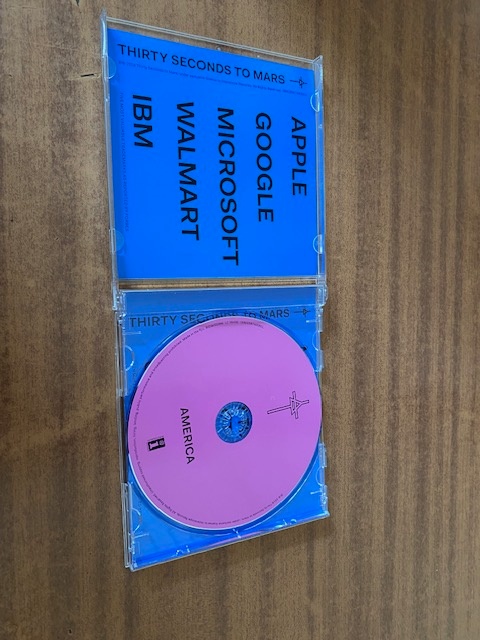 THIRTY SECONDS TO MARS
APPLE
GOOGLE
MICROSOFT
WALMART
IBM
THIRTY SECONDS TO MARS
AMERICA